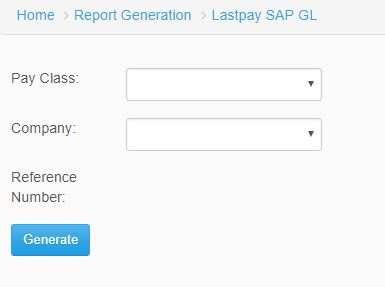 Home > Report Generation > Lastpay SAP GL
Pay Class:
Company:
Reference
Number:
Generate